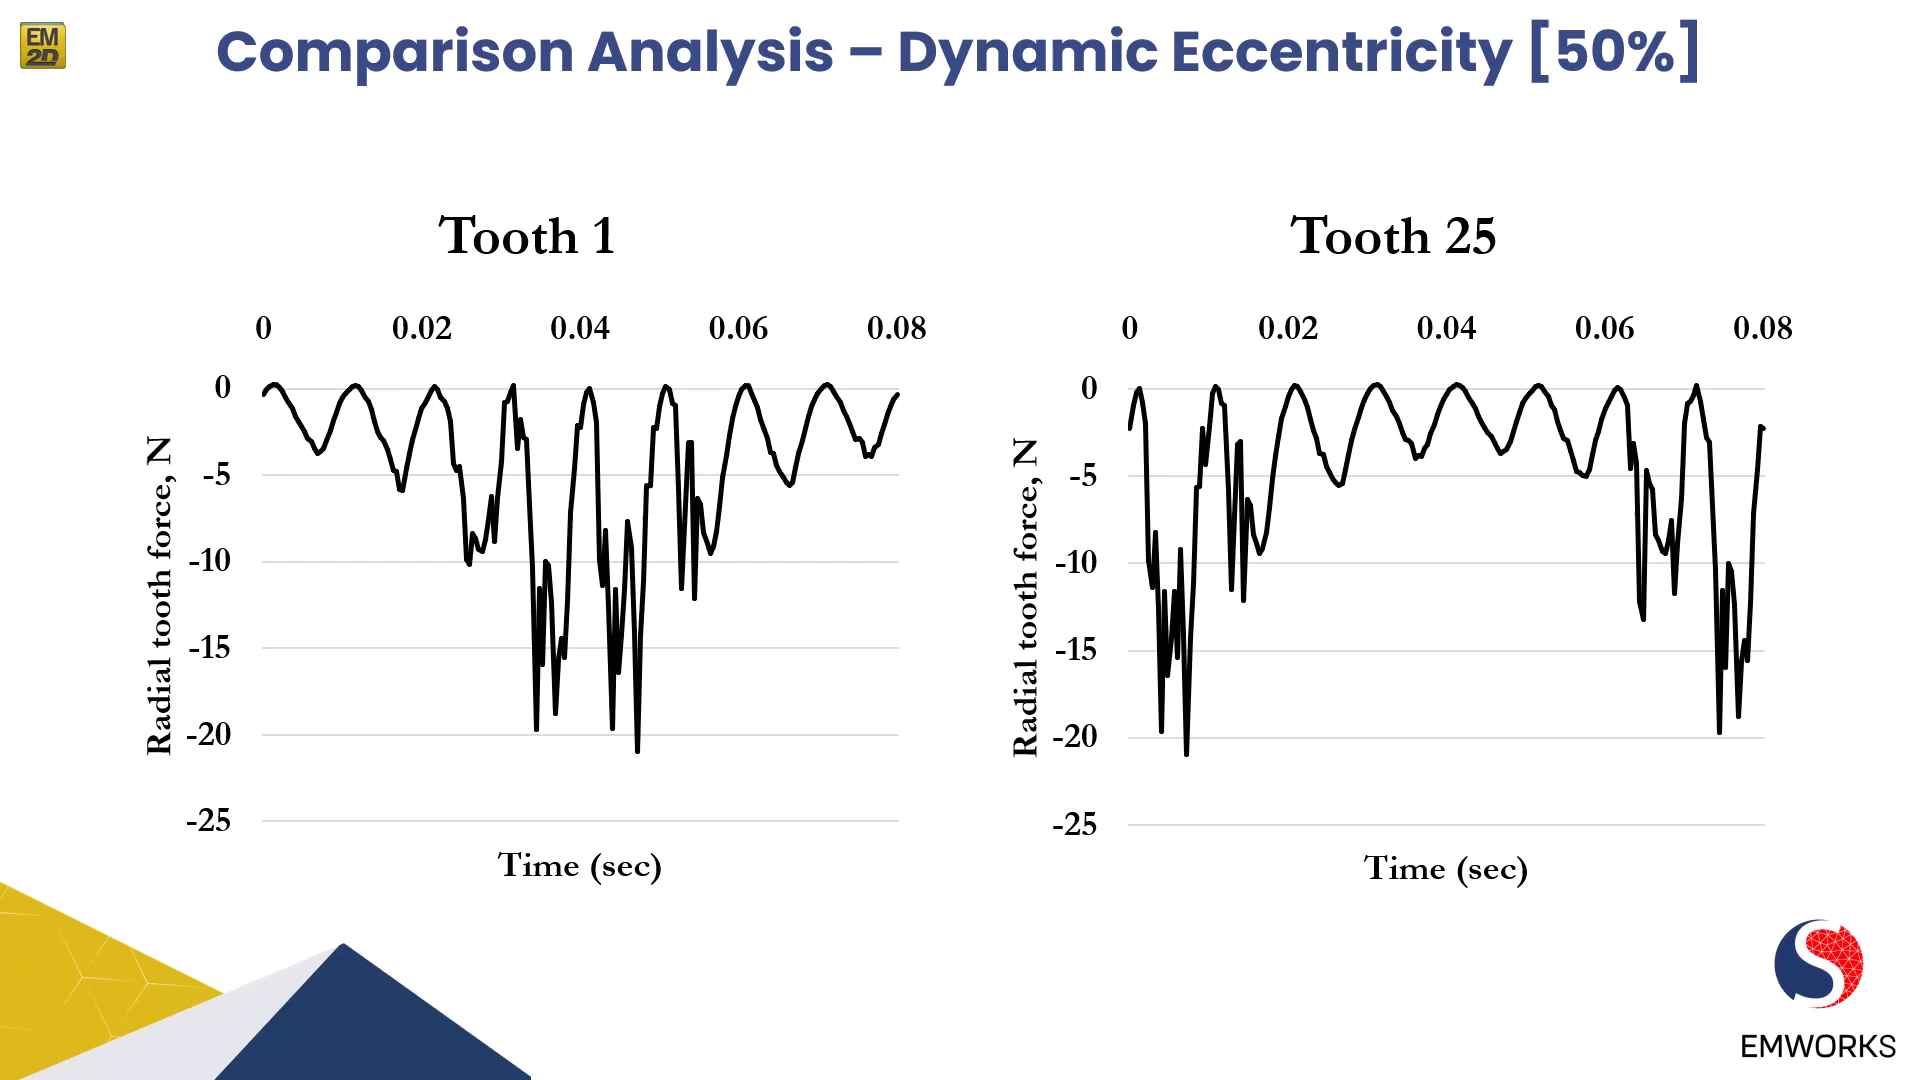 EM
2D
Comparison Analysis – Dynamic Eccentricity [50%]
Tooth 1
0 0.02 0.04 0.06 0.08
0
-5
-10
-15
-20
-25
Radial tooth force, N
Time (sec)
Tooth 25
0 0.02 0.04 0.06 0.08
0
-5
-10
-15
-20
-25
Radial tooth force, N
Time (sec)
EMWORKS